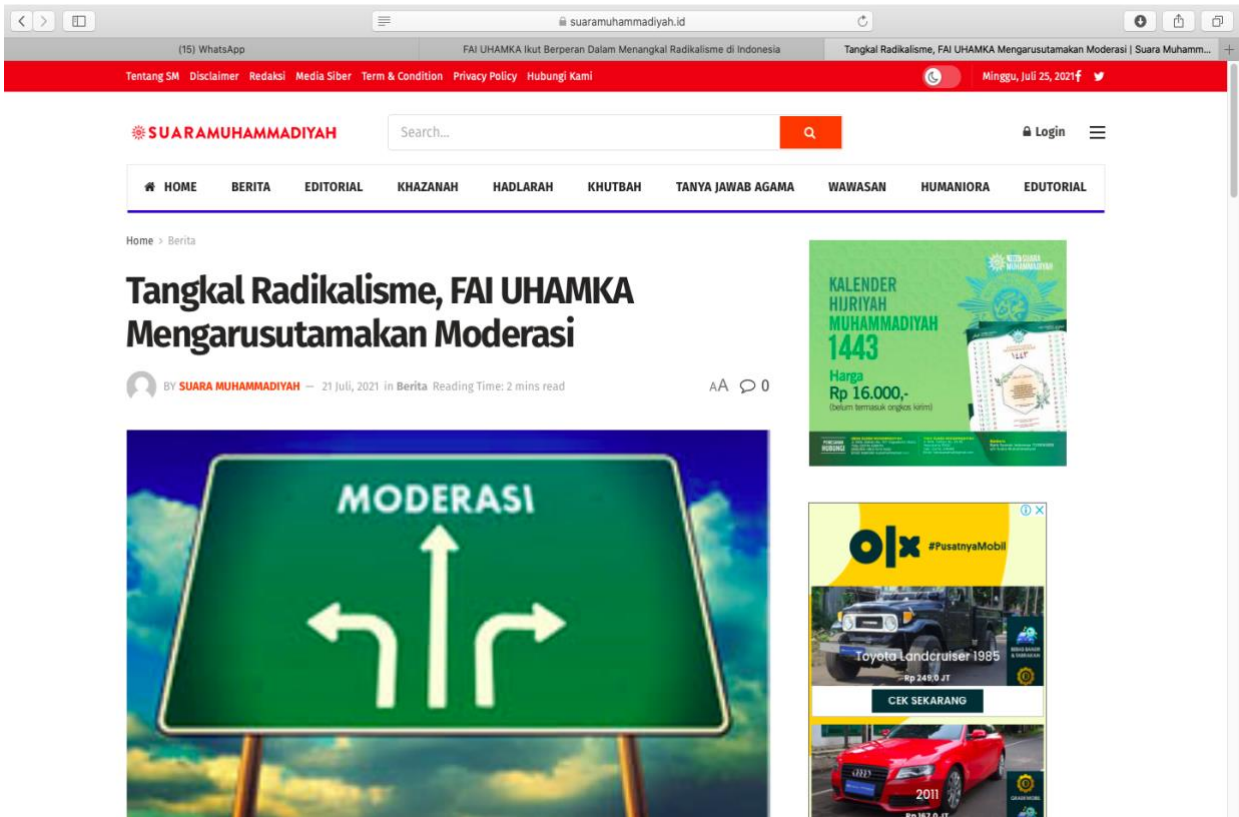 suaramuhammadiyah.id
(15) WhatsApp
FAI UHAMKA Ikut Berperan Dalam Menangkal Radikalisme di Indonesia
Tangkal Radikalisme, FAI UHAMKA Mengarusutamakan Moderasi | Suara Muhamm...
Tentang SM Disclaimer Redaksi Media Siber Term & Condition Privacy Policy Hubungi Kami
Minggu, Juli 25, 2021
SUARAMUHAMMADIYAH
Search...
Login
HOME BERITA EDITORIAL KHAZANAH HADLARAH KHUTBAH TANYA JAWAB AGAMA WAWASAN HUMANIORA EDUTORIAL
Home > Berita
Tangkal Radikalisme, FAI UHAMKA
Mengarusutamakan Moderasi
BY SUARA MUHAMMADIYAH — 21 Juli, 2021 in Berita Reading Time: 2 mins read
AA 0
MODERASI
KALENDER
HIJRIYAH
MUHAMMADIYAH
1443
Harga
Rp 16.000,-
(belum termasuk ongkos kirim)
olx #PusatnyaMobil
Toyota Landcruiser 1985
Rp 249,0 JT
CEK SEKARANG
2011
Rp 167,0 JT